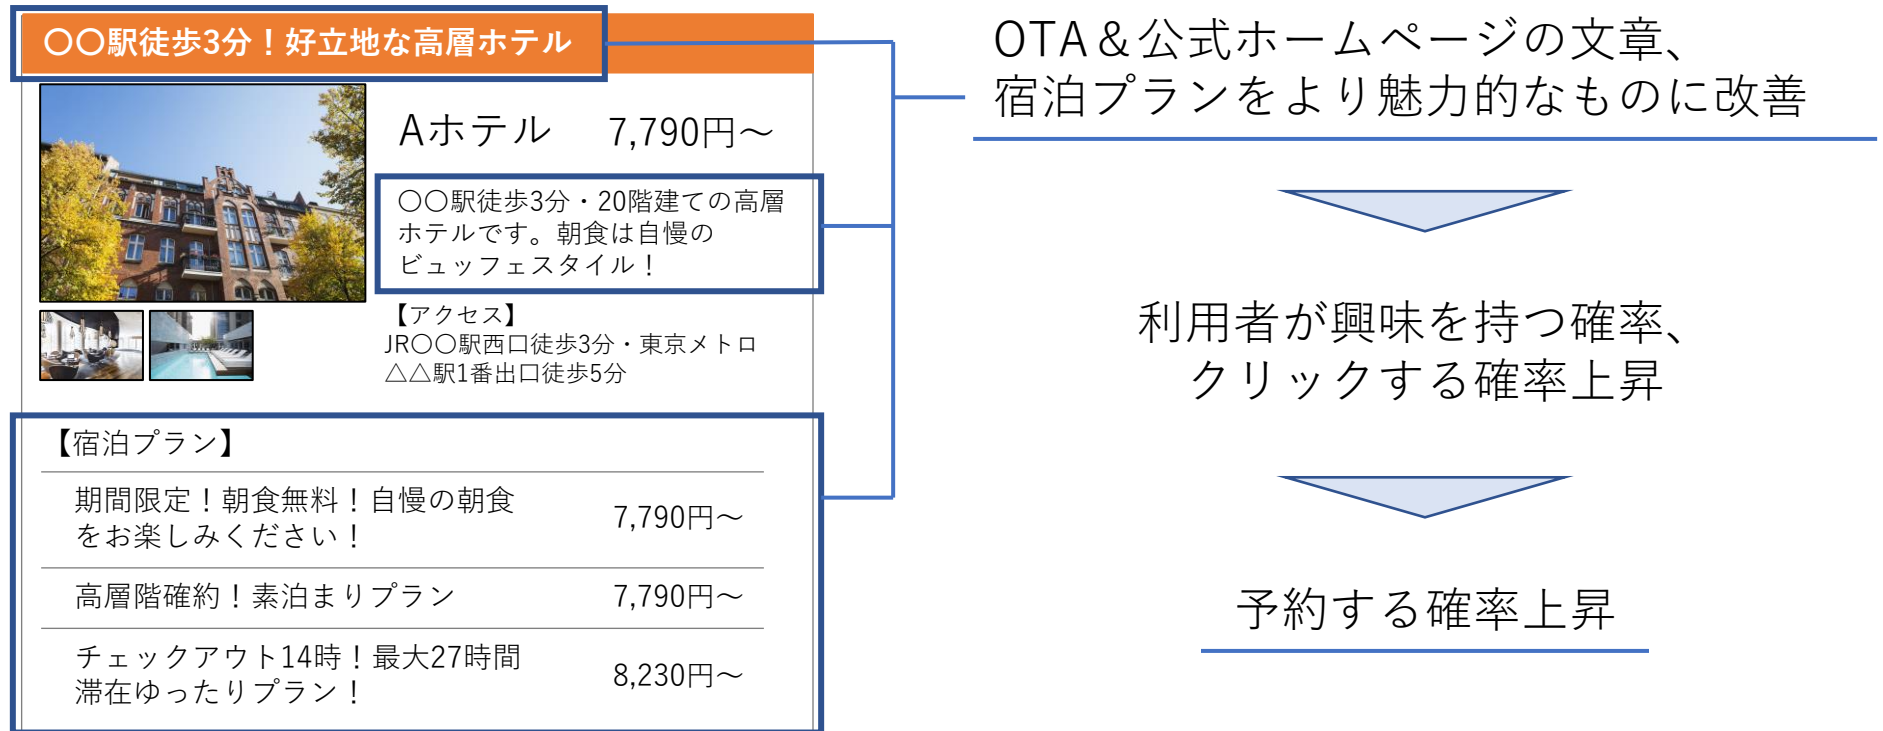 〇〇駅徒歩3分！好立地な高層ホテル
Aホテル 7,790円～
〇〇駅徒歩3分・20階建ての高層
ホテルです。朝食は自慢の
ビュッフェスタイル！
【アクセス】
JR〇〇駅西口徒歩3分・東京メトロ
△△駅1番出口徒歩5分
【宿泊プラン】
期間限定！朝食無料！自慢の朝食
をお楽しみください！
7,790円～
高層階確約！素泊まりプラン 7,790円～
チェックアウト14時！最大27時間
滞在ゆったりプラン！
8,230円～
OTA＆公式ホームページの文章、
宿泊プランをより魅力的なものに改善
利用者が興味を持つ確率、
クリックする確率上昇
予約する確率上昇